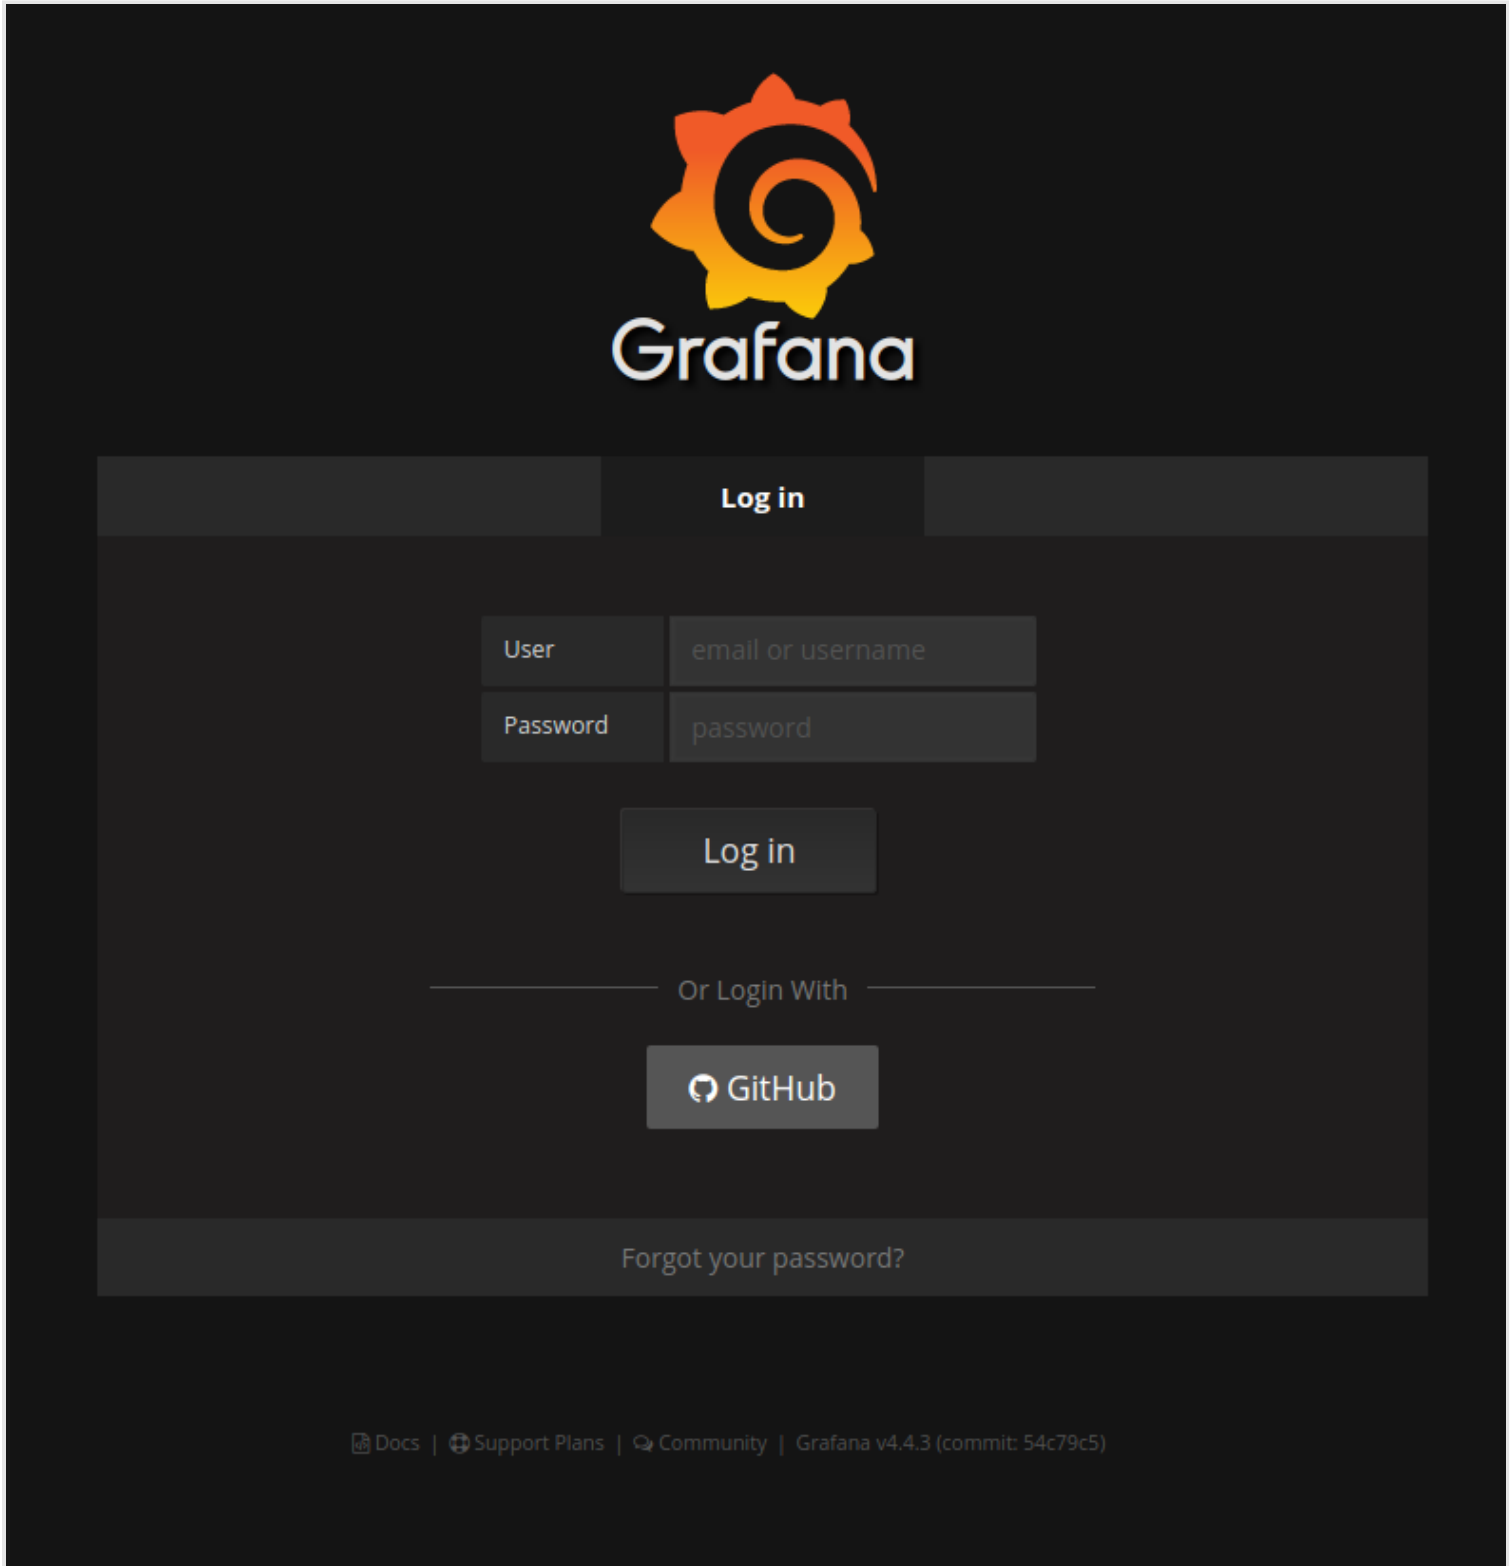 Grafana
Log in
User email or username
Password password
Log in
Or Login With
GitHub
Forgot your password?
Docs | Support Plans | Community | Grafana v4.4.3 (commit: 54c79c5)